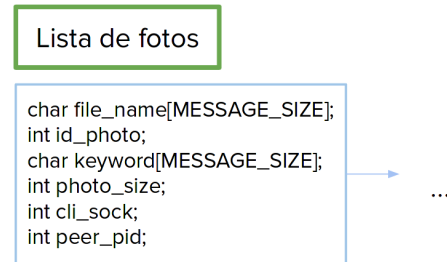 Lista de fotos
char file_name[MESSAGE_SIZE];
int id_photo;
char keyword[MESSAGE_SIZE];
int photo_size;
int cli_sock;
int peer_pid;
...